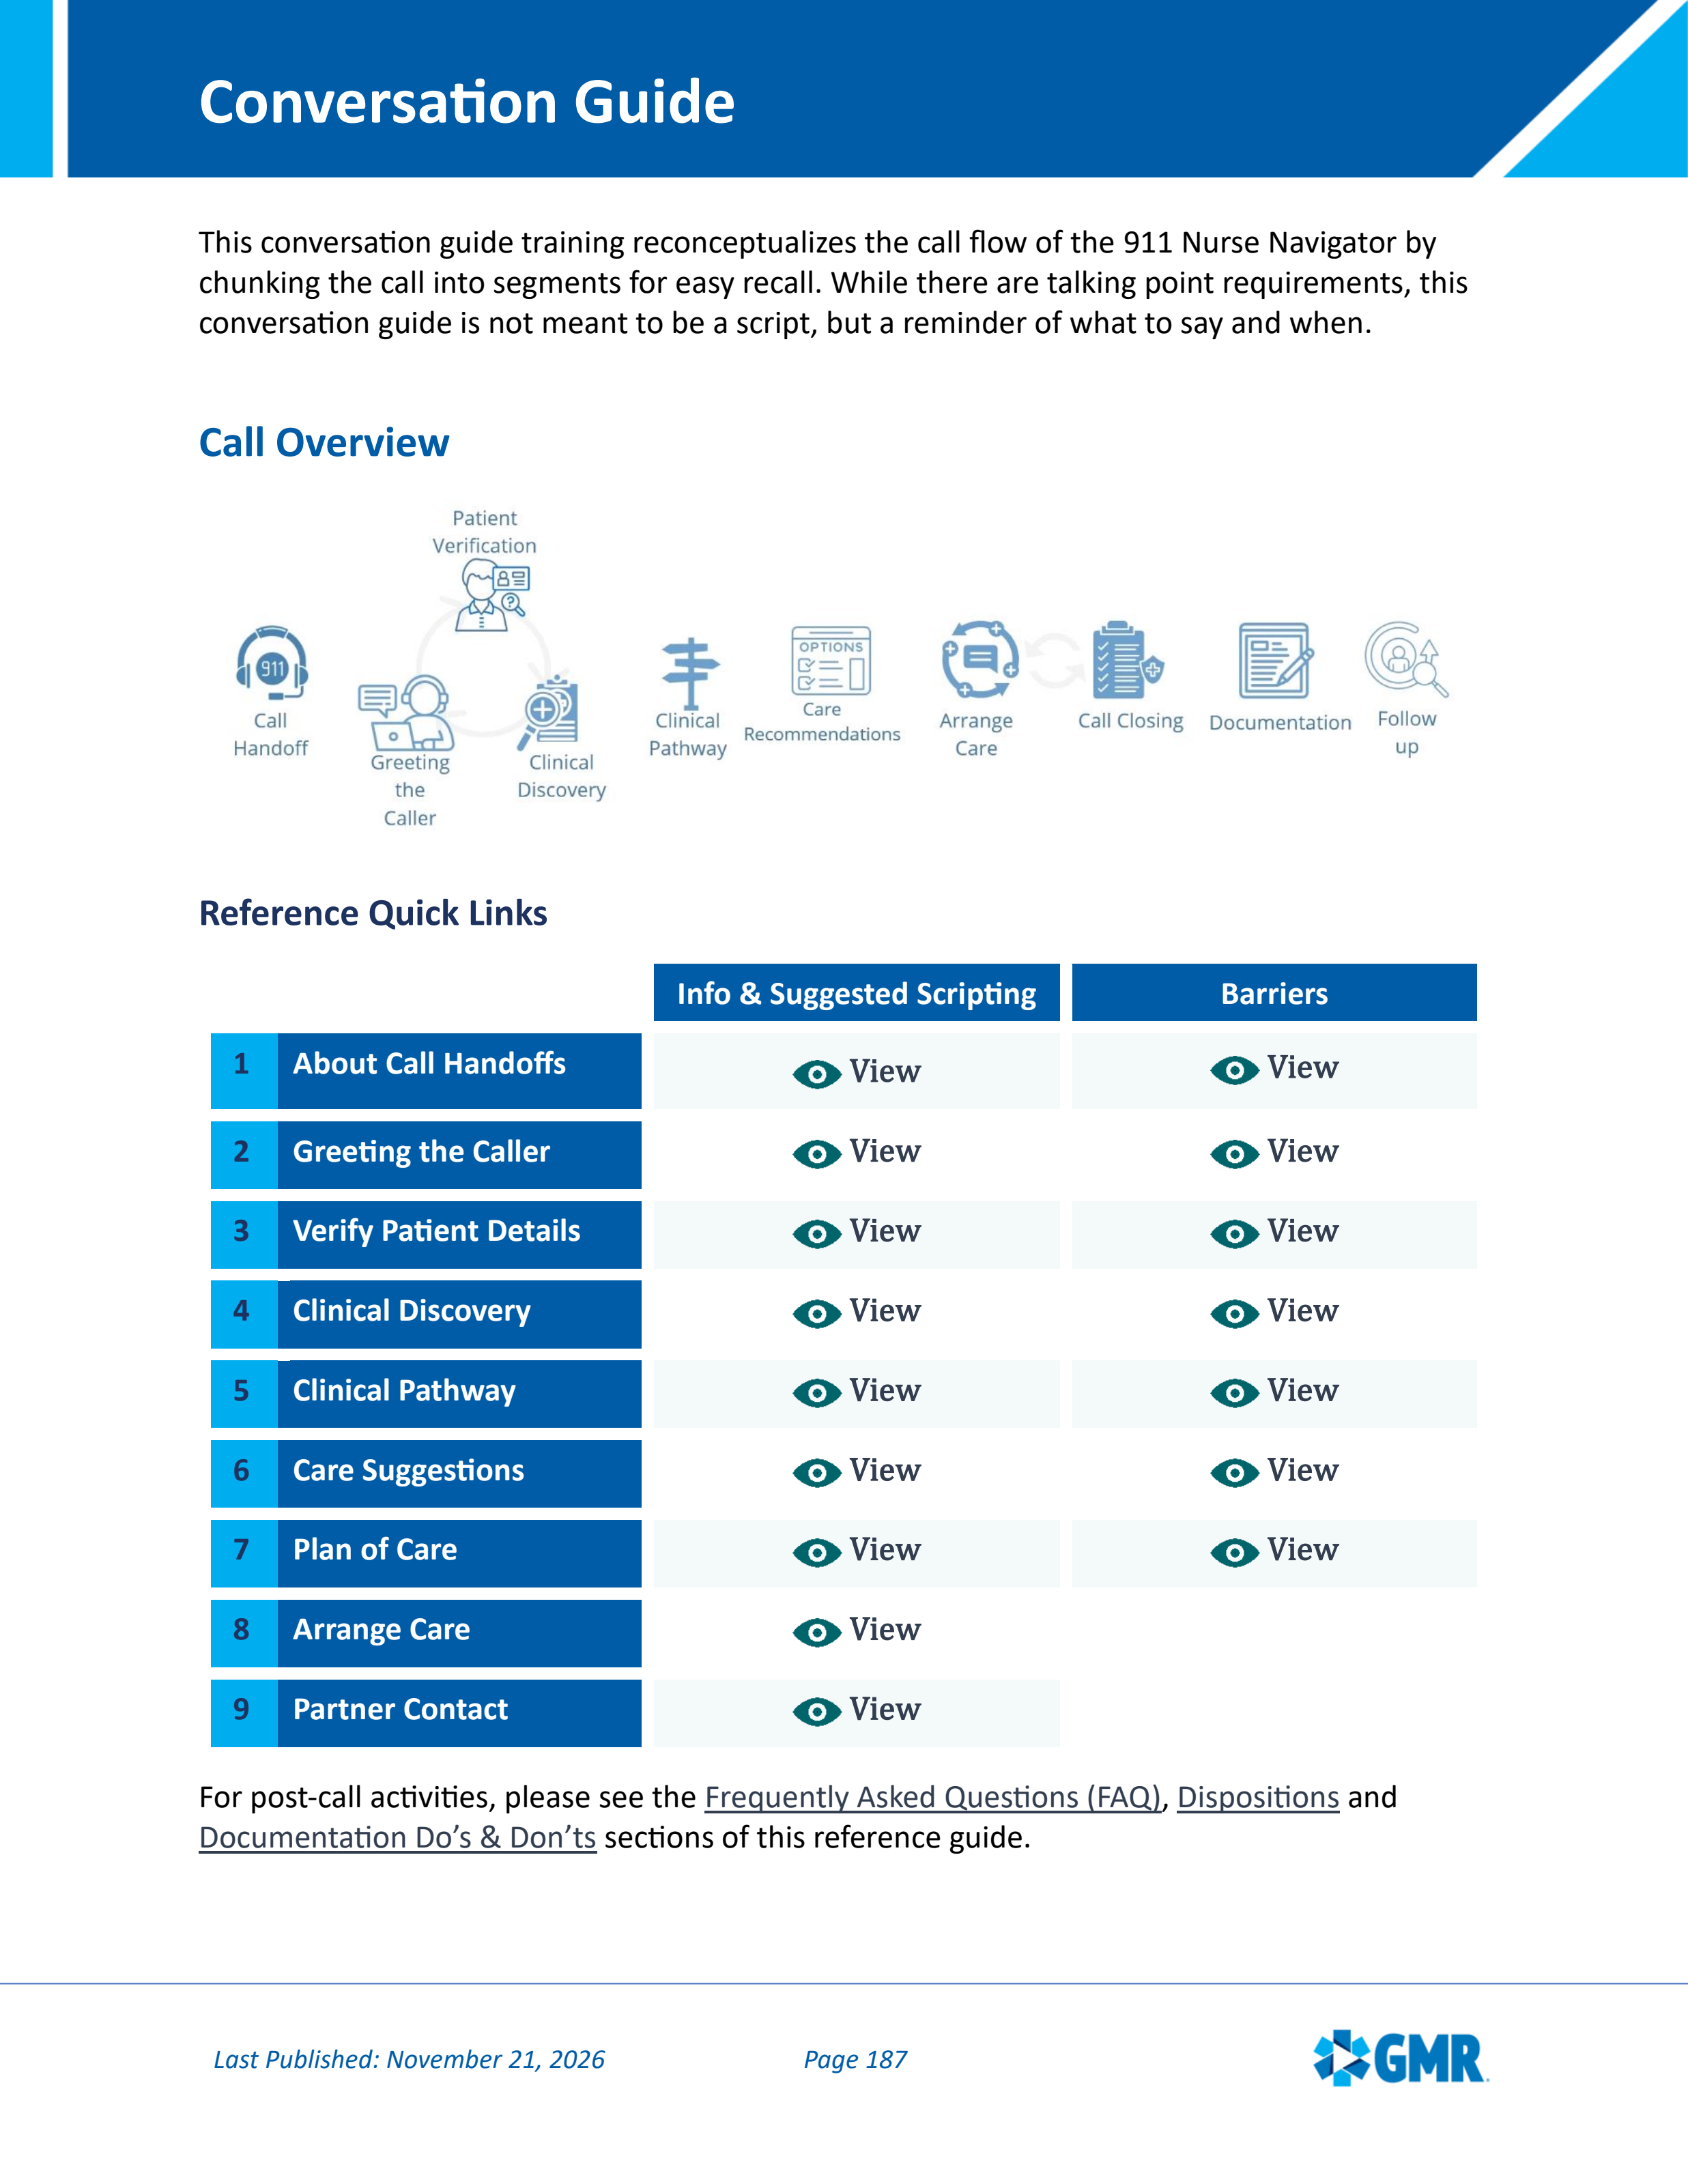 Conversation Guide
This conversation guide training reconceptualizes the call flow of the 911 Nurse Navigator by
chunking the call into segments for easy recall. While there are talking point requirements, this
conversation guide is not meant to be a script, but a reminder of what to say and when.
Call Overview
911
Call
Handoff
Greeting
the
Caller
Patient
Verification
?
Clinical
Discovery
Clinical
Pathway
OPTIONS
Care
Recommendations
Arrange
Care
Call Closing
Documentation
Follow
up
Reference Quick Links
Info & Suggested Scripting Barriers
1 About Call Handoffs View View
2 Greeting the Caller View View
3 Verify Patient Details View View
4 Clinical Discovery View View
5 Clinical Pathway View View
6 Care Suggestions View View
7 Plan of Care View View
8 Arrange Care View
9 Partner Contact View
For post-call activities, please see the Frequently Asked Questions (FAQ), Dispositions and
Documentation Do’s & Don’ts sections of this reference guide.
Last Published: November 21, 2026 Page 187
GMR